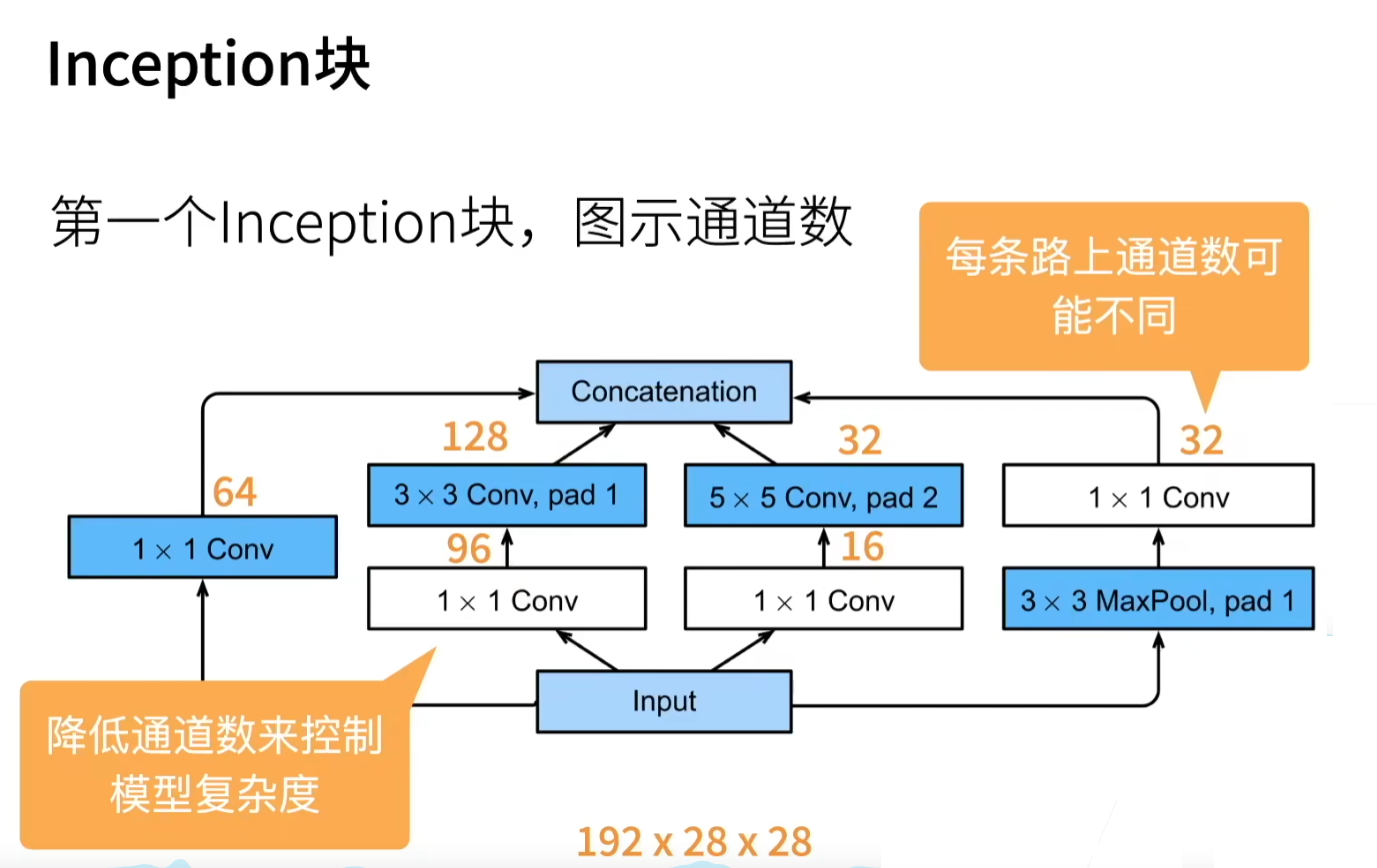 Inception块
第一个Inception块，图示通道数
每条路上通道数可
能不同
Concatenation
128
32
32
64
3 × 3 Conv, pad 1
5 × 5 Conv, pad 2
1 × 1 Conv
1 × 1 Conv
96
16
1 × 1 Conv
1 × 1 Conv
3 × 3 MaxPool, pad 1
Input
降低通道数来控制
模型复杂度
192 x 28 x 28